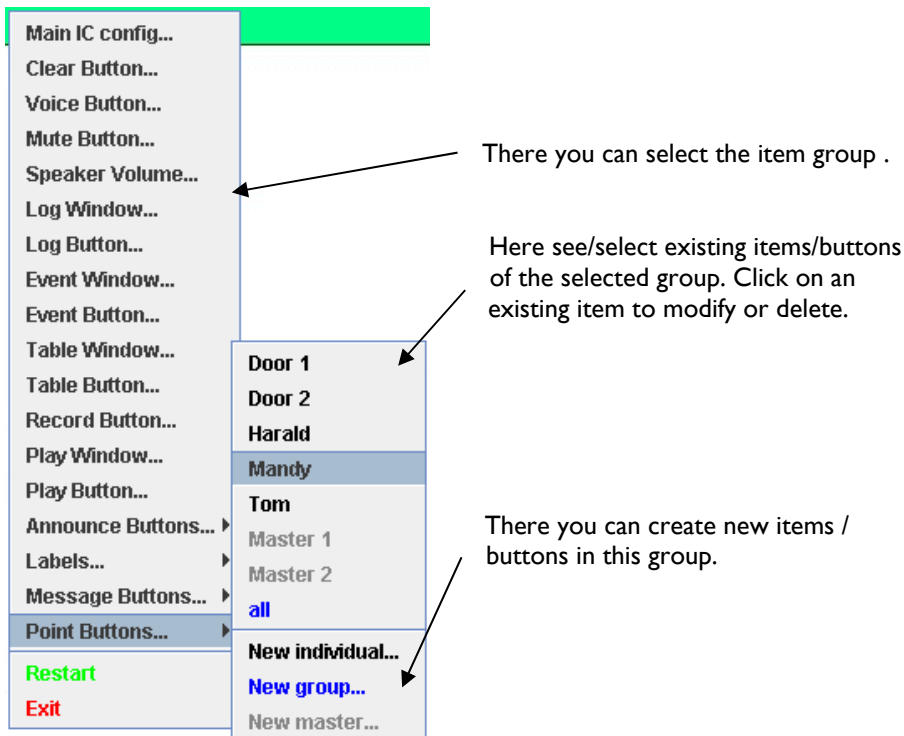 Main IC config...
Clear Button...
Voice Button...
Mute Button...
Speaker Volume...
Log Window...
Log Button...
Event Window...
Event Button...
Table Window...
Table Button...
Record Button...
Play Window...
Play Button...
Announce Buttons...
Labels...
Message Buttons...
Point Buttons...
Restart
Exit
Door 1
Door 2
Harald
Mandy
Tom
Master 1
Master 2
all
New individual...
New group...
New master...
There you can select the item group .
Here see/select existing items/buttons
of the selected group. Click on an
existing item to modify or delete.
There you can create new items /
buttons in this group.